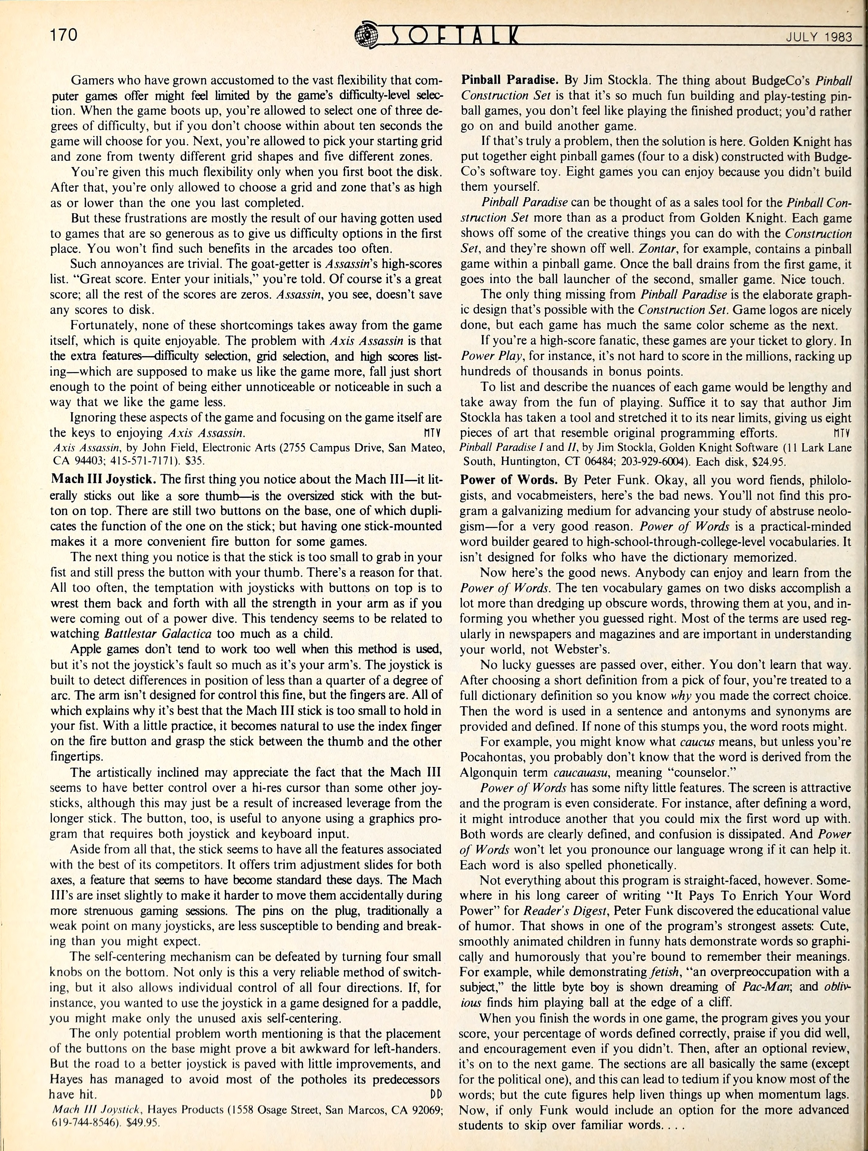 170
SOFTALK
JULY 1983
Gamers who have grown accustomed to the vast flexibility that com-
puter games offer might feel limited by the game's difficulty-level selec-
tion. When the game boots up, you're allowed to select one of three de-
grees of difficulty, but if you don't choose within about ten seconds the
game will choose for you. Next, you're allowed to pick your starting grid
and zone from twenty different grid shapes and five different zones.
You're given this much flexibility only when you first boot the disk.
After that, you're only allowed to choose a grid and zone that's as high
as or lower than the one you last completed.
But these frustrations are mostly the result of our having gotten used
to games that are so generous as to give us difficulty options in the first
place. You won't find such benefits in the arcades too often.
Such annoyances are trivial. The goat-getter is Assassin's high-scores
list. "Great score. Enter your initials," you're told. Of course it's a great
score; all the rest of the scores are zeros. Assassin, you see, doesn't save
any scores to disk.
Fortunately, none of these shortcomings takes away from the game
itself, which is quite enjoyable. The problem with Axis Assassin is that
the extra features—difficulty selection, grid selection, and high scores list-
ing—which are supposed to make us like the game more, fall just short
enough to the point of being either unnoticeable or noticeable in such a
way that we like the game less.
Ignoring these aspects of the game and focusing on the game itself are
the keys to enjoying Axis Assassin. MTV
Axis Assassin, by John Field, Electronic Arts (2755 Campus Drive, San Mateo,
CA 94403; 415-571-7171). $35.
Mach III Joystick. The first thing you notice about the Mach III—it lit-
erally sticks out like a sore thumb—is the oversized stick with the but-
ton on top. There are still two buttons on the base, one of which dupli-
cates the function of the one on the stick; but having one stick-mounted
makes it a more convenient fire button for some games.
The next thing you notice is that the stick is too small to grab in your
fist and still press the button with your thumb. There's a reason for that.
All too often, the temptation with joysticks with buttons on top is to
wrest them back and forth with all the strength in your arm as if you
were coming out of a power dive. This tendency seems to be related to
watching Battlestar Galactica too much as a child.
Apple games don't tend to work too well when this method is used,
but it's not the joystick's fault so much as it's your arm's. The joystick is
built to detect differences in position of less than a quarter of a degree of
arc. The arm isn't designed for control this fine, but the fingers are. All of
which explains why it's best that the Mach III stick is too small to hold in
your fist. With a little practice, it becomes natural to use the index finger
on the fire button and grasp the stick between the thumb and the other
fingertips.
The artistically inclined may appreciate the fact that the Mach III
seems to have better control over a hi-res cursor than some other joy-
sticks, although this may just be a result of increased leverage from the
longer stick. The button, too, is useful to anyone using a graphics pro-
gram that requires both joystick and keyboard input.
Aside from all that, the stick seems to have all the features associated
with the best of its competitors. It offers trim adjustment slides for both
axes, a feature that seems to have become standard these days. The Mach
III's are inset slightly to make it harder to move them accidentally during
more strenuous gaming sessions. The pins on the plug, traditionally a
weak point on many joysticks, are less susceptible to bending and break-
ing than you might expect.
The self-centering mechanism can be defeated by turning four small
knobs on the bottom. Not only is this a very reliable method of switch-
ing, but it also allows individual control of all four directions. If, for
instance, you wanted to use the joystick in a game designed for a paddle,
you might make only the unused axis self-centering.
The only potential problem worth mentioning is that the placement
of the buttons on the base might prove a bit awkward for left-handers.
But the road to a better joystick is paved with little improvements, and
Hayes has managed to avoid most of the potholes its predecessors
have hit. DD
Mach III Joystick, Hayes Products (1558 Osage Street, San Marcos, CA 92069;
619-744-8546). $49.95.
Pinball Paradise. By Jim Stockla. The thing about BudgeCo's Pinball
Construction Set is that it's so much fun building and play-testing pin-
ball games, you don't feel like playing the finished product; you'd rather
go on and build another game.
If that's truly a problem, then the solution is here. Golden Knight has
put together eight pinball games (four to a disk) constructed with Budge-
Co's software toy. Eight games you can enjoy because you didn't build
them yourself.
Pinball Paradise can be thought of as a sales tool for the Pinball Con-
struction Set more than as a product from Golden Knight. Each game
shows off some of the creative things you can do with the Construction
Set, and they're shown off well. Zontar, for example, contains a pinball
game within a pinball game. Once the ball drains from the first game, it
goes into the ball launcher of the second, smaller game. Nice touch.
The only thing missing from Pinball Paradise is the elaborate graph-
ic design that's possible with the Construction Set. Game logos are nicely
done, but each game has much the same color scheme as the next.
If you're a high-score fanatic, these games are your ticket to glory. In
Power Play, for instance, it's not hard to score in the millions, racking up
hundreds of thousands in bonus points.
To list and describe the nuances of each game would be lengthy and
take away from the fun of playing. Suffice it to say that author Jim
Stockla has taken a tool and stretched it to its near limits, giving us eight
pieces of art that resemble original programming efforts. MTV
Pinball Paradise I and II, by Jim Stockla, Golden Knight Software (11 Lark Lane
South, Huntington, CT 06484; 203-929-6004). Each disk, $24.95.
Power of Words. By Peter Funk. Okay, all you word fiends, philolo-
gists, and vocabmeisters, here's the bad news. You'll not find this pro-
gram a galvanizing medium for advancing your study of abstruse neolo-
gism—for a very good reason. Power of Words is a practical-minded
word builder geared to high-school-through-college-level vocabularies. It
isn't designed for folks who have the dictionary memorized.
Now here's the good news. Anybody can enjoy and learn from the
Power of Words. The ten vocabulary games on two disks accomplish a
lot more than dredging up obscure words, throwing them at you, and in-
forming you whether you guessed right. Most of the terms are used reg-
ularly in newspapers and magazines and are important in understanding
your world, not Webster's.
No lucky guesses are passed over, either. You don't learn that way.
After choosing a short definition from a pick of four, you're treated to a
full dictionary definition so you know why you made the correct choice.
Then the word is used in a sentence and antonyms and synonyms are
provided and defined. If none of this stumps you, the word roots might.
For example, you might know what caucus means, but unless you're
Pocahontas, you probably don't know that the word is derived from the
Algonquin term caucauasu, meaning "counselor."
Power of Words has some nifty little features. The screen is attractive
and the program is even considerate. For instance, after defining a word,
it might introduce another that you could mix the first word up with.
Both words are clearly defined, and confusion is dissipated. And Power
of Words won't let you pronounce our language wrong if it can help it.
Each word is also spelled phonetically.
Not everything about this program is straight-faced, however. Some-
where in his long career of writing "It Pays To Enrich Your Word
Power" for Reader's Digest, Peter Funk discovered the educational value
of humor. That shows in one of the program's strongest assets: Cute,
smoothly animated children in funny hats demonstrate words so graphi-
cally and humorously that you're bound to remember their meanings.
For example, while demonstrating fetish, "an overpreoccupation with a
subject," the little byte boy is shown dreaming of Pac-Man; and obliv-
ious finds him playing ball at the edge of a cliff.
When you finish the words in one game, the program gives you your
score, your percentage of words defined correctly, praise if you did well,
and encouragement even if you didn't. Then, after an optional review,
it's on to the next game. The sections are all basically the same (except
for the political one), and this can lead to tedium if you know most of the
words; but the cute figures help liven things up when momentum lags.
Now, if only Funk would include an option for the more advanced
students to skip over familiar words. . . .